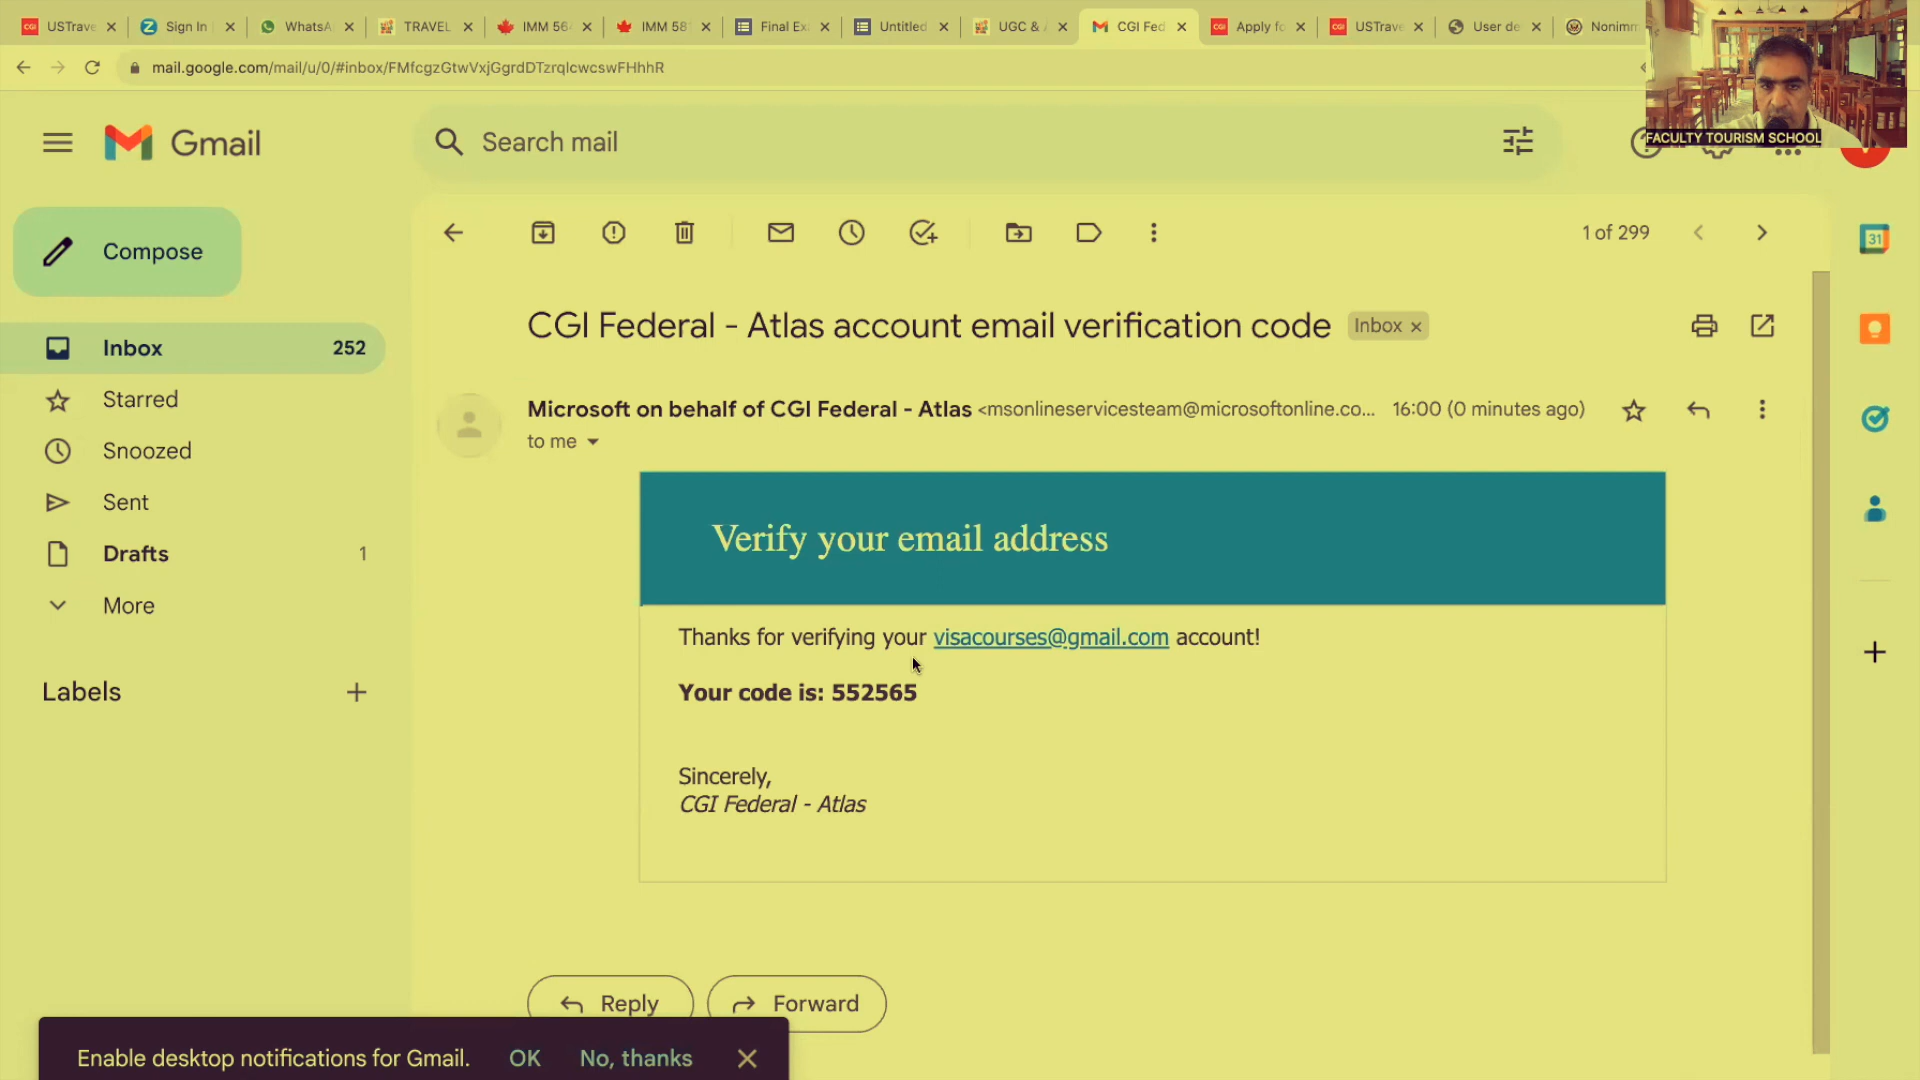 USTrave
Sign In
WhatsA
TRAVEL
IMM 56
IMM 58
Final Ex
Untitled
UGC &
CGI Fed
Apply fo
USTrave
User de
Nonimm
mail.google.com/mail/u/0/#inbox/FMfcgzGtwVxjGgrdDTzrqlcwcswFHhhR
FACULTY TOURISM SCHOOL
Gmail
Search mail
Compose
1 of 299
31
Inbox 252
Starred
Snoozed
Sent
Drafts 1
More
Labels
CGI Federal - Atlas account email verification code Inbox
Microsoft on behalf of CGI Federal - Atlas <msonlineservicesteam@microsoftonline.co... 16:00 (0 minutes ago)
to me
Verify your email address
Thanks for verifying your visacourses@gmail.com account!
Your code is: 552565
Sincerely,
CGI Federal - Atlas
Reply
Forward
Enable desktop notifications for Gmail. OK No, thanks